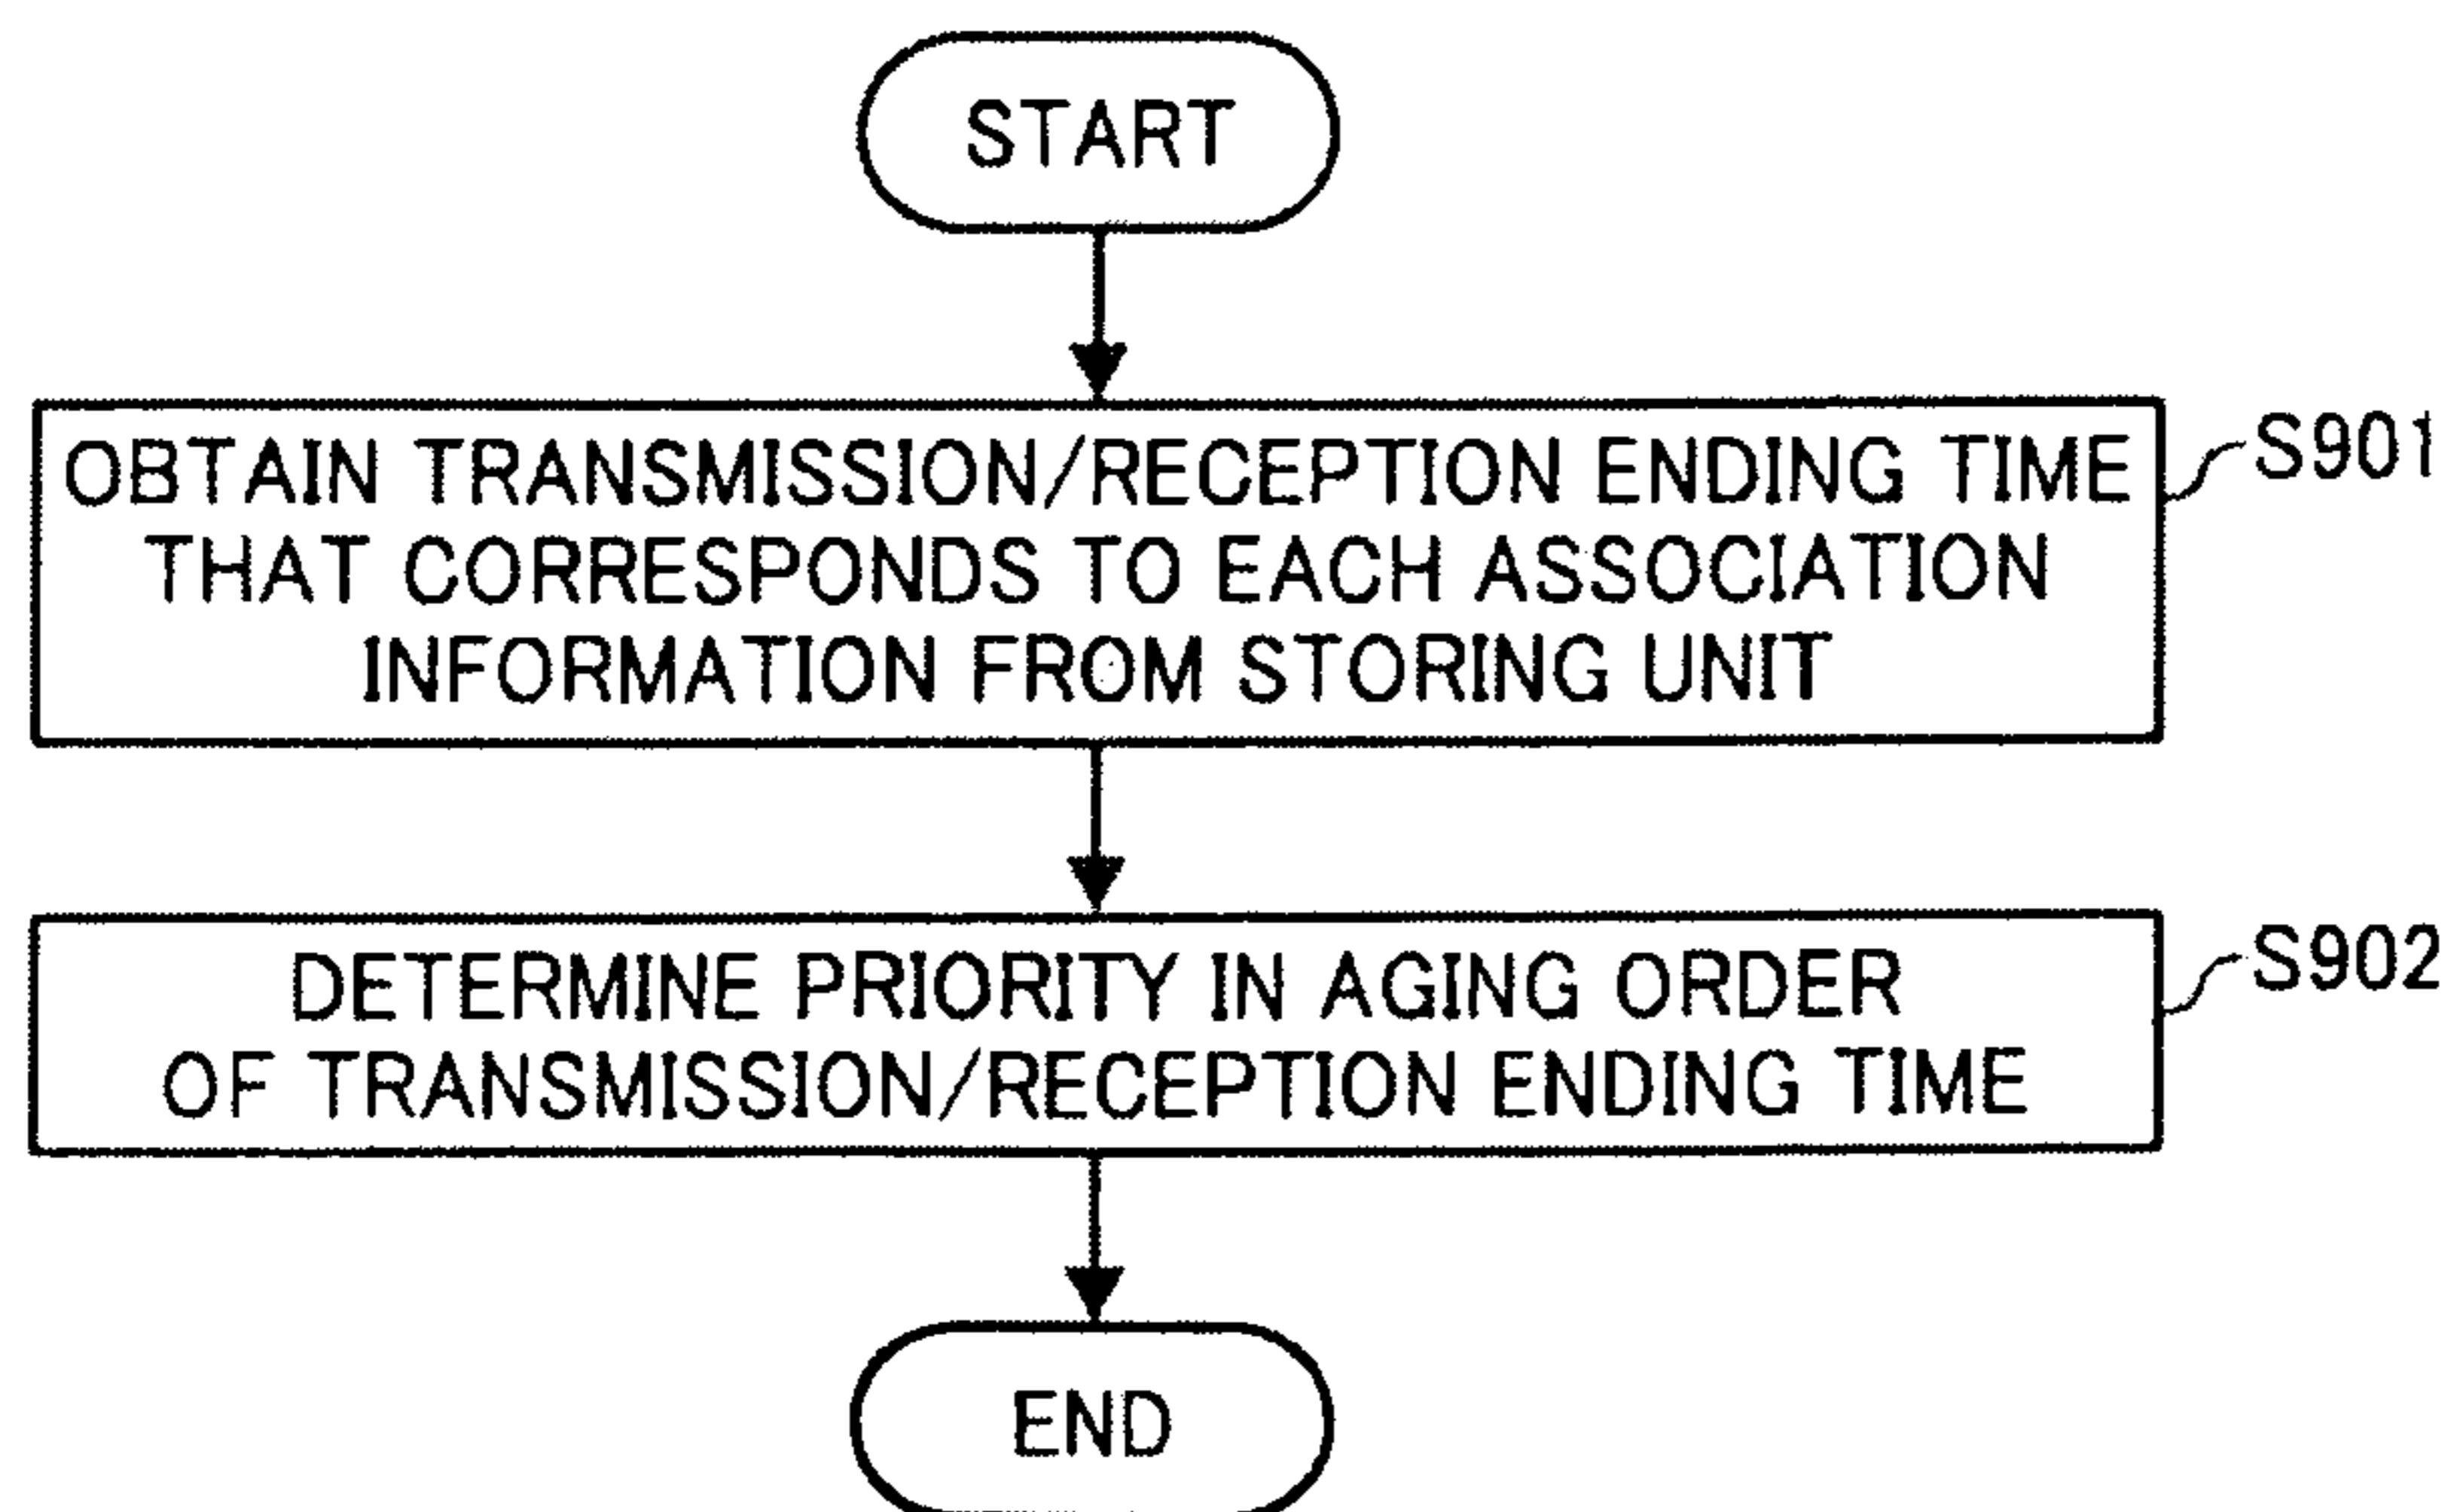 START
OBTAIN TRANSMISSION/RECEPTION ENDING TIME
THAT CORRESPONDS TO EACH ASSOCIATION
INFORMATION FROM STORING UNIT
S901
DETERMINE PRIORITY IN AGING ORDER
OF TRANSMISSION/RECEPTION ENDING TIME
S902
END